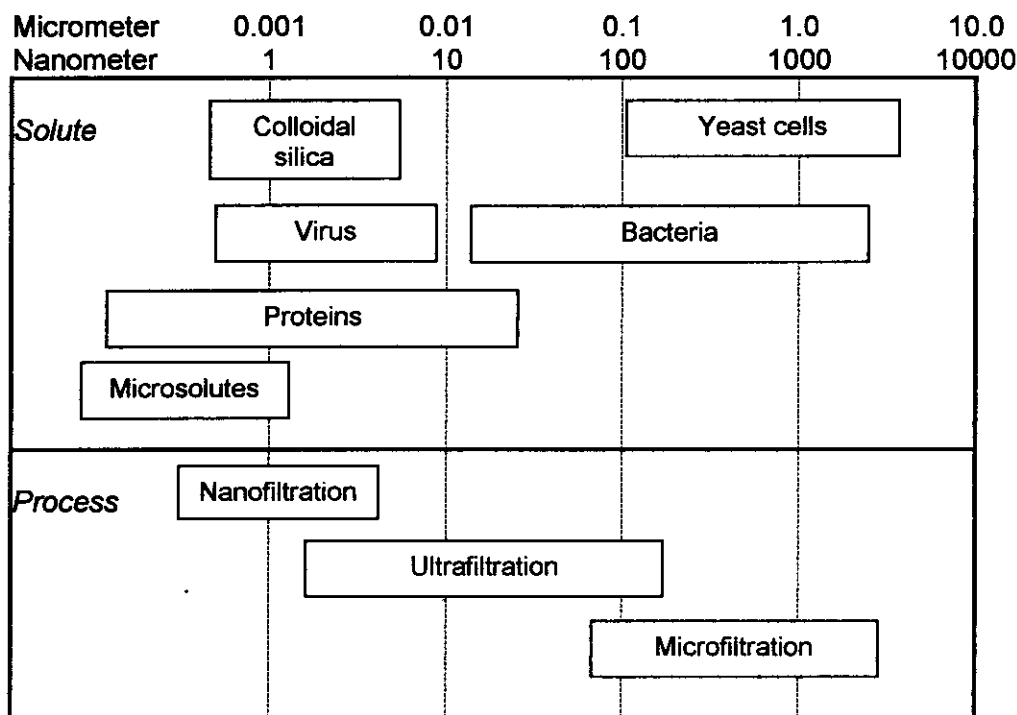 Micrometer 0.001 0.01 0.1 1.0 10.0
Nanometer 1 10 100 1000 10000
Solute
Colloidal
silica
Yeast cells
Virus
Bacteria
Proteins
Microsolutes
Process
Nanofiltration
Ultrafiltration
Microfiltration